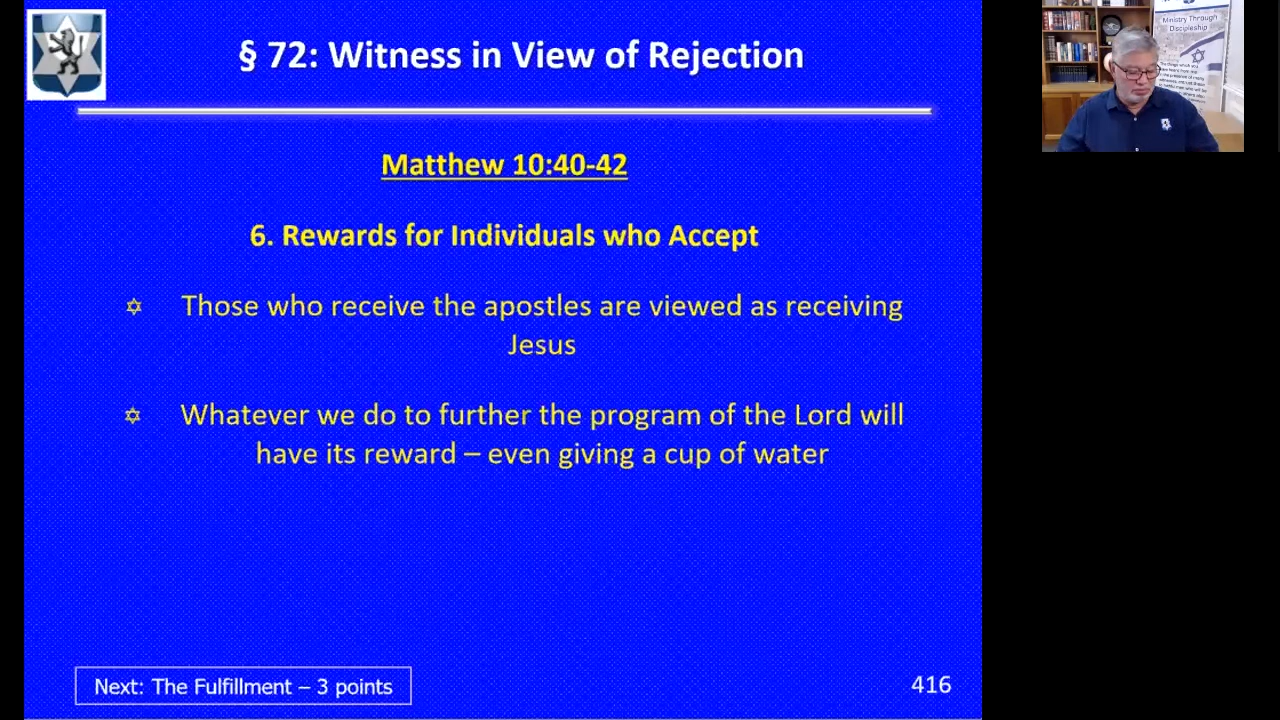 § 72: Witness in View of Rejection
Matthew 10:40-42
6. Rewards for Individuals who Accept
✡ Those who receive the apostles are viewed as receiving
Jesus
✡ Whatever we do to further the program of the Lord will
have its reward – even giving a cup of water
Next: The Fulfillment – 3 points
416
Ministry Through
Discipleship